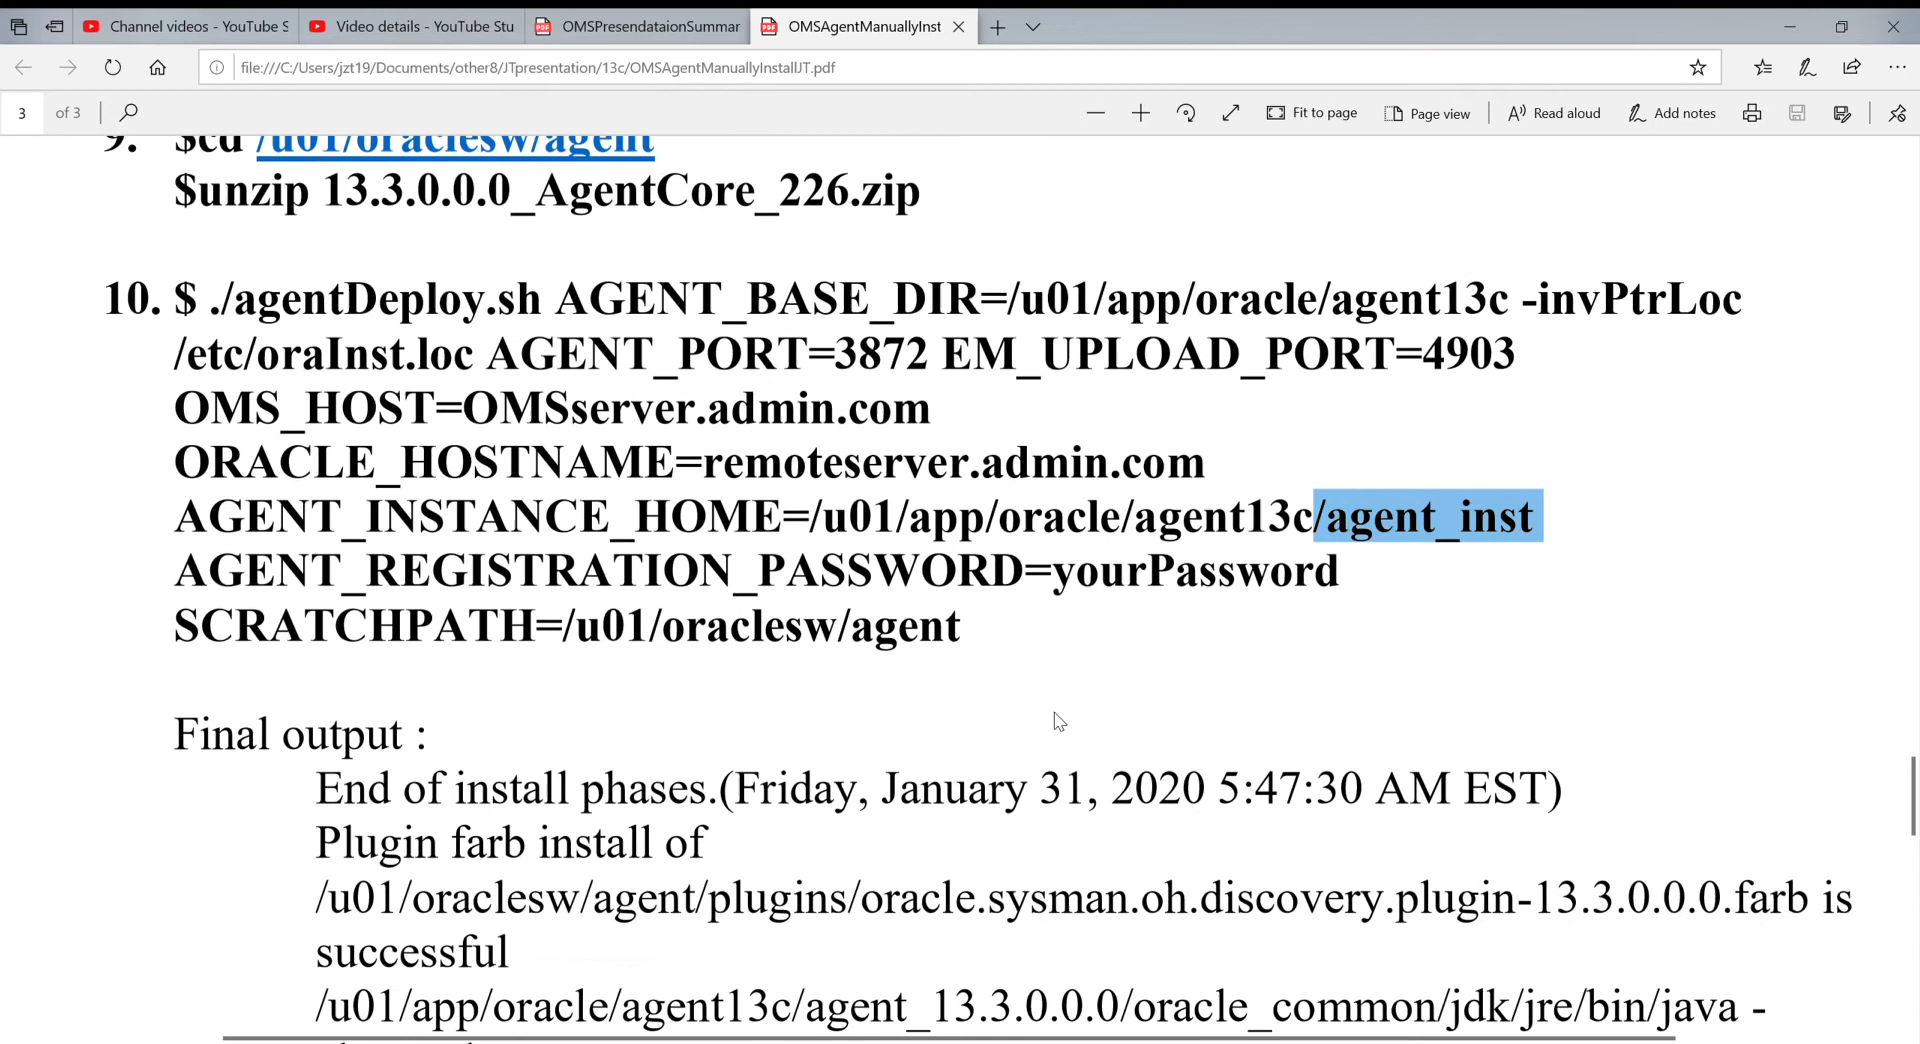 Channel videos - YouTube S
Video details - YouTube Stu
OMSPresendataionSummar
OMSAgentManuallyInst
file:///C:/Users/jzt19/Documents/other8/JTpresentation/13c/OMSAgentManuallyInstallJT.pdf
3 of 3
Fit to page
Page view
Read aloud
Add notes
9. $cd /u01/oraclesw/agent
$unzip 13.3.0.0.0_AgentCore_226.zip
10. $ ./agentDeploy.sh AGENT_BASE_DIR=/u01/app/oracle/agent13c -invPtrLoc
/etc/oraInst.loc AGENT_PORT=3872 EM_UPLOAD_PORT=4903
OMS_HOST=OMSserver.admin.com
ORACLE_HOSTNAME=remoteserver.admin.com
AGENT_INSTANCE_HOME=/u01/app/oracle/agent13c/agent_inst
AGENT_REGISTRATION_PASSWORD=yourPassword
SCRATCHPATH=/u01/oraclesw/agent
Final output :
End of install phases.(Friday, January 31, 2020 5:47:30 AM EST)
Plugin farb install of
/u01/oraclesw/agent/plugins/oracle.sysman.oh.discovery.plugin-13.3.0.0.0.farb is
successful
/u01/app/oracle/agent13c/agent_13.3.0.0.0/oracle_common/jdk/jre/bin/java -